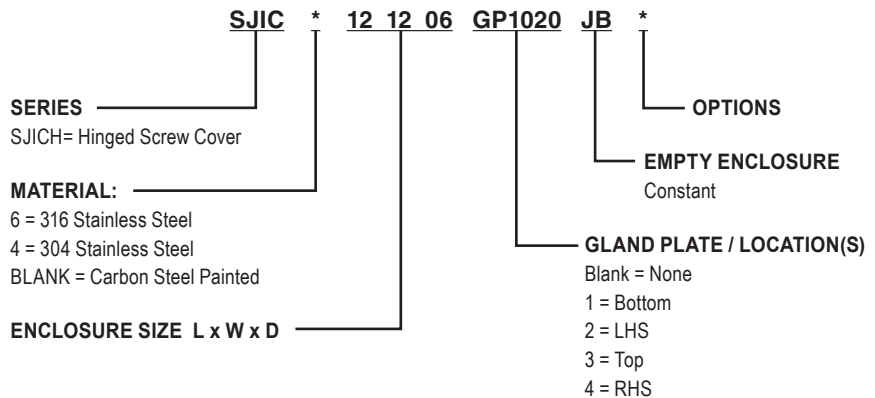 SJIC * 12 12 06 GP1020 JB *
SERIES
SJICH= Hinged Screw Cover
MATERIAL:
6 = 316 Stainless Steel
4 = 304 Stainless Steel
BLANK = Carbon Steel Painted
ENCLOSURE SIZE L x W x D
OPTIONS
EMPTY ENCLOSURE
Constant
GLAND PLATE / LOCATION(S)
Blank = None
1 = Bottom
2 = LHS
3 = Top
4 = RHS